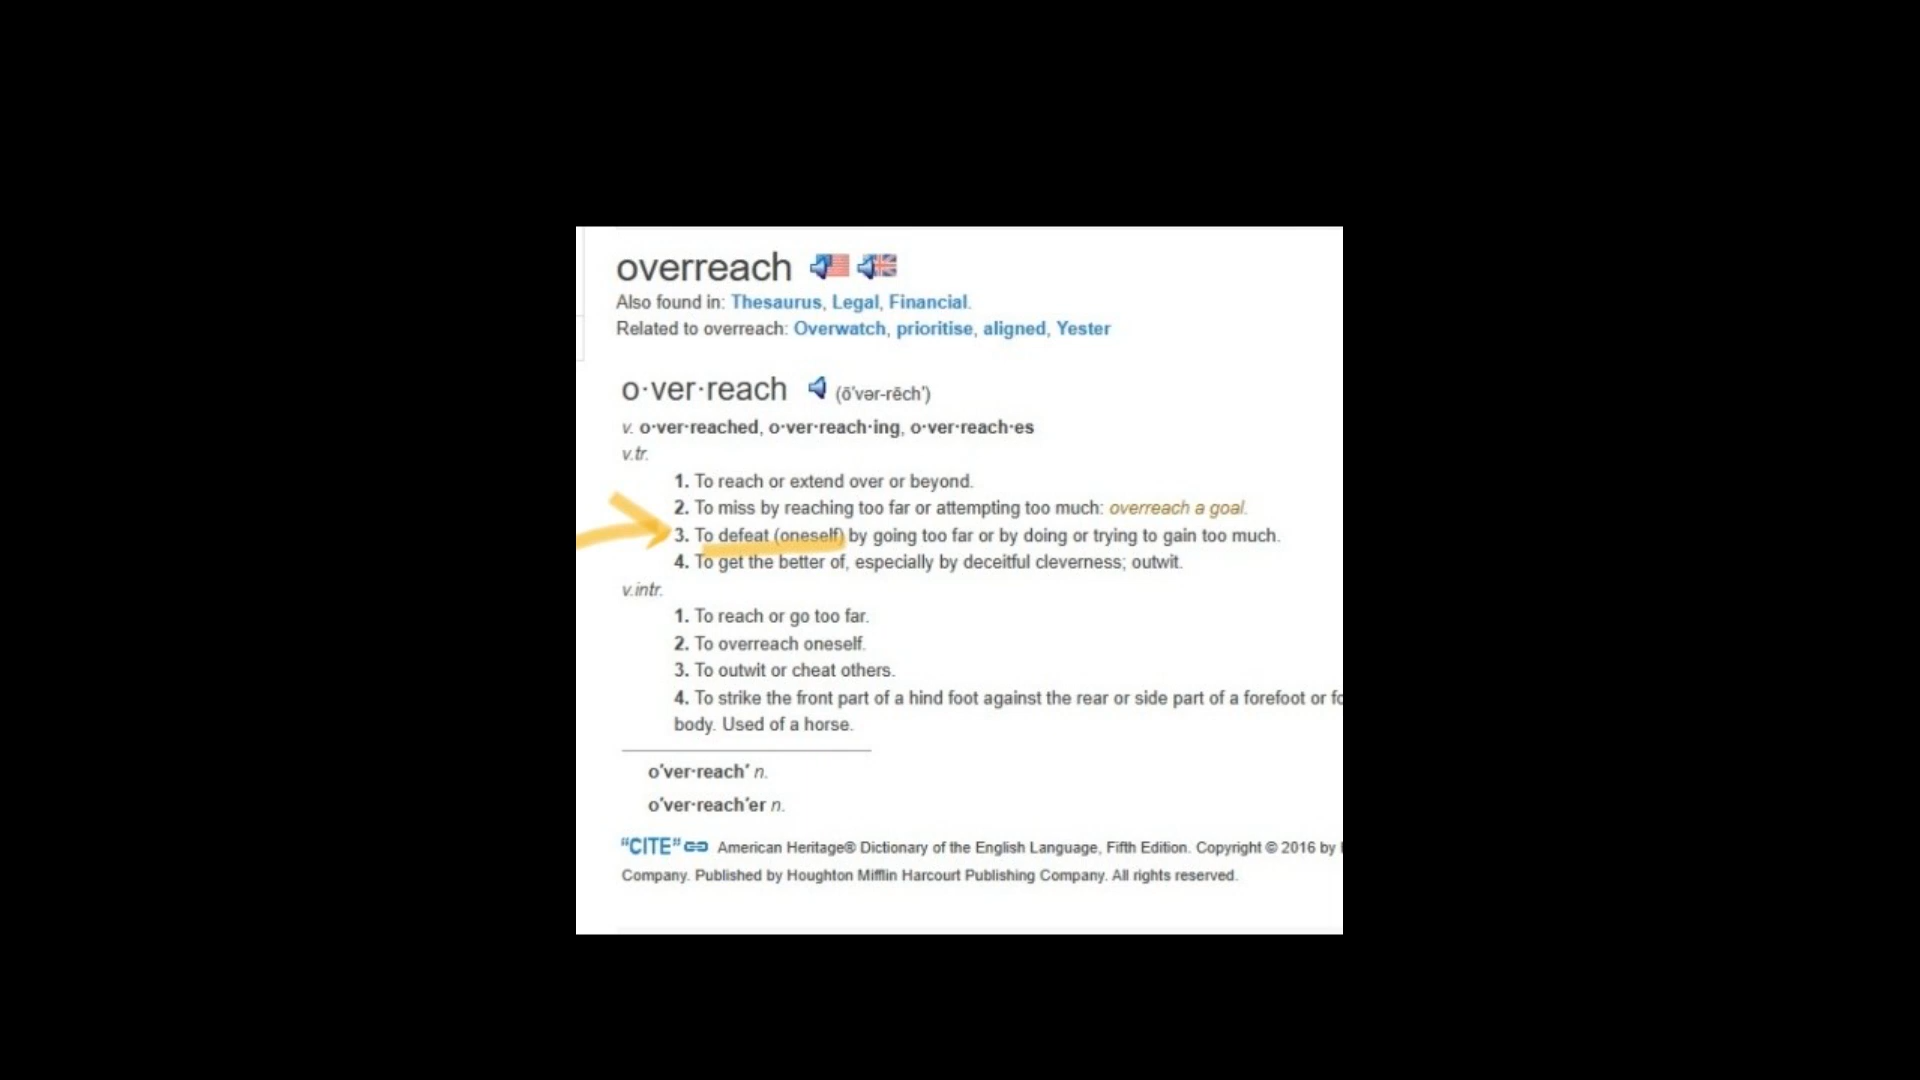 overreach
Also found in: Thesaurus, Legal, Financial.
Related to overreach: Overwatch, prioritise, aligned, Yester
o·ver·reach (ō′vər-rēch′)
v. o·ver·reached, o·ver·reach·ing, o·ver·reach·es
v.tr.
1. To reach or extend over or beyond.
2. To miss by reaching too far or attempting too much: overreach a goal.
3. To defeat (oneself) by going too far or by doing or trying to gain too much.
4. To get the better of, especially by deceitful cleverness; outwit.
v.intr.
1. To reach or go too far.
2. To overreach oneself.
3. To outwit or cheat others.
4. To strike the front part of a hind foot against the rear or side part of a forefoot or
body. Used of a horse.
o′ver·reach′ n.
o′ver·reach′er n.
"CITE" American Heritage® Dictionary of the English Language, Fifth Edition. Copyright © 2016 by
Company. Published by Houghton Mifflin Harcourt Publishing Company. All rights reserved.